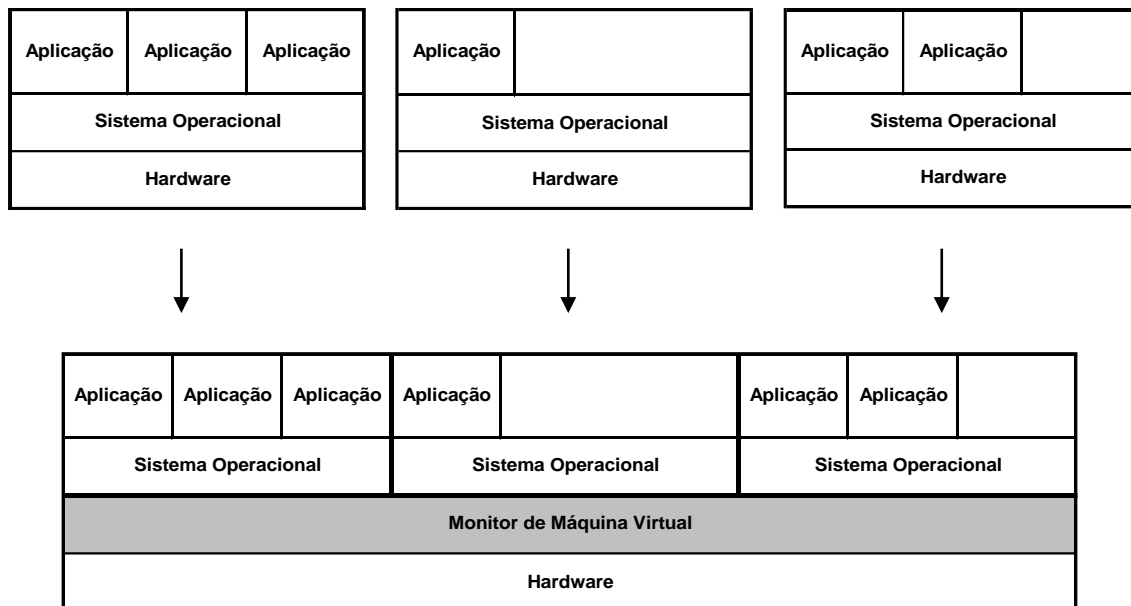 Aplicação Aplicação Aplicação
Sistema Operacional
Hardware
Aplicação
Sistema Operacional
Hardware
Aplicação Aplicação
Sistema Operacional
Hardware
Aplicação Aplicação Aplicação Aplicação Aplicação Aplicação
Sistema Operacional Sistema Operacional Sistema Operacional
Monitor de Máquina Virtual
Hardware